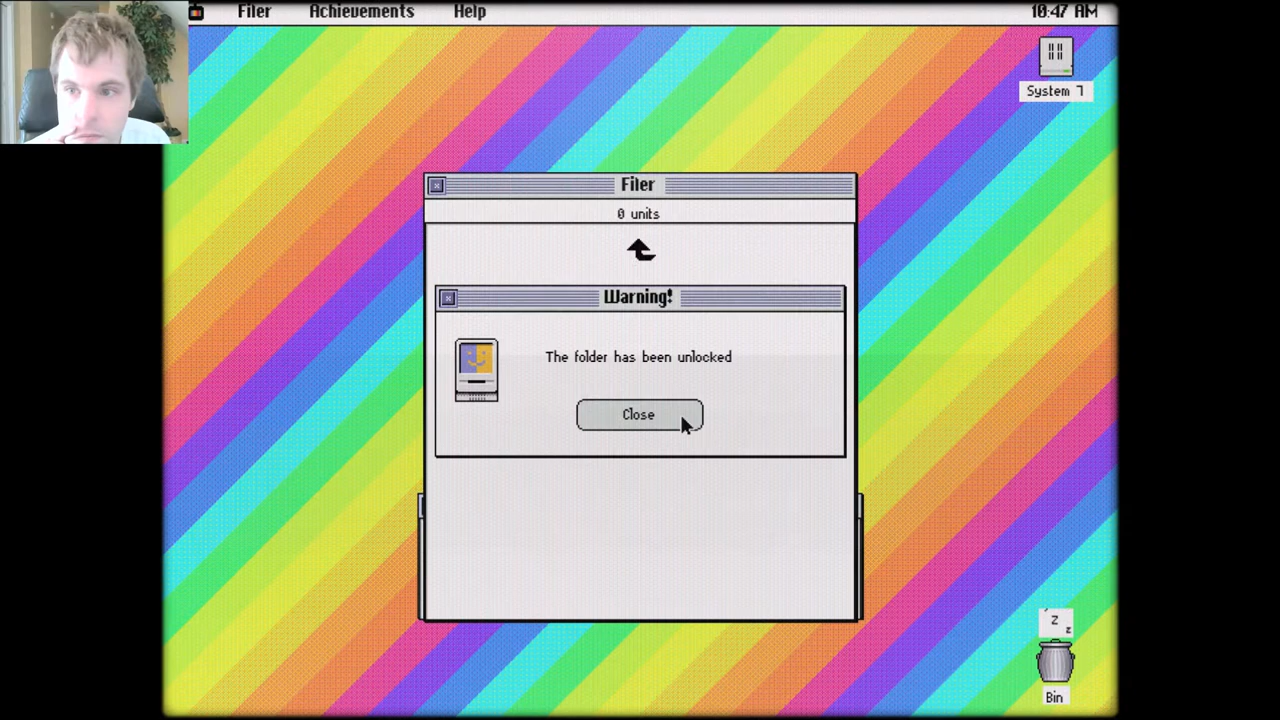 Filer Achievements Help 10:47 AM
System 7
Filer
0 units
Warning!
The folder has been unlocked
Close
z
z
Bin